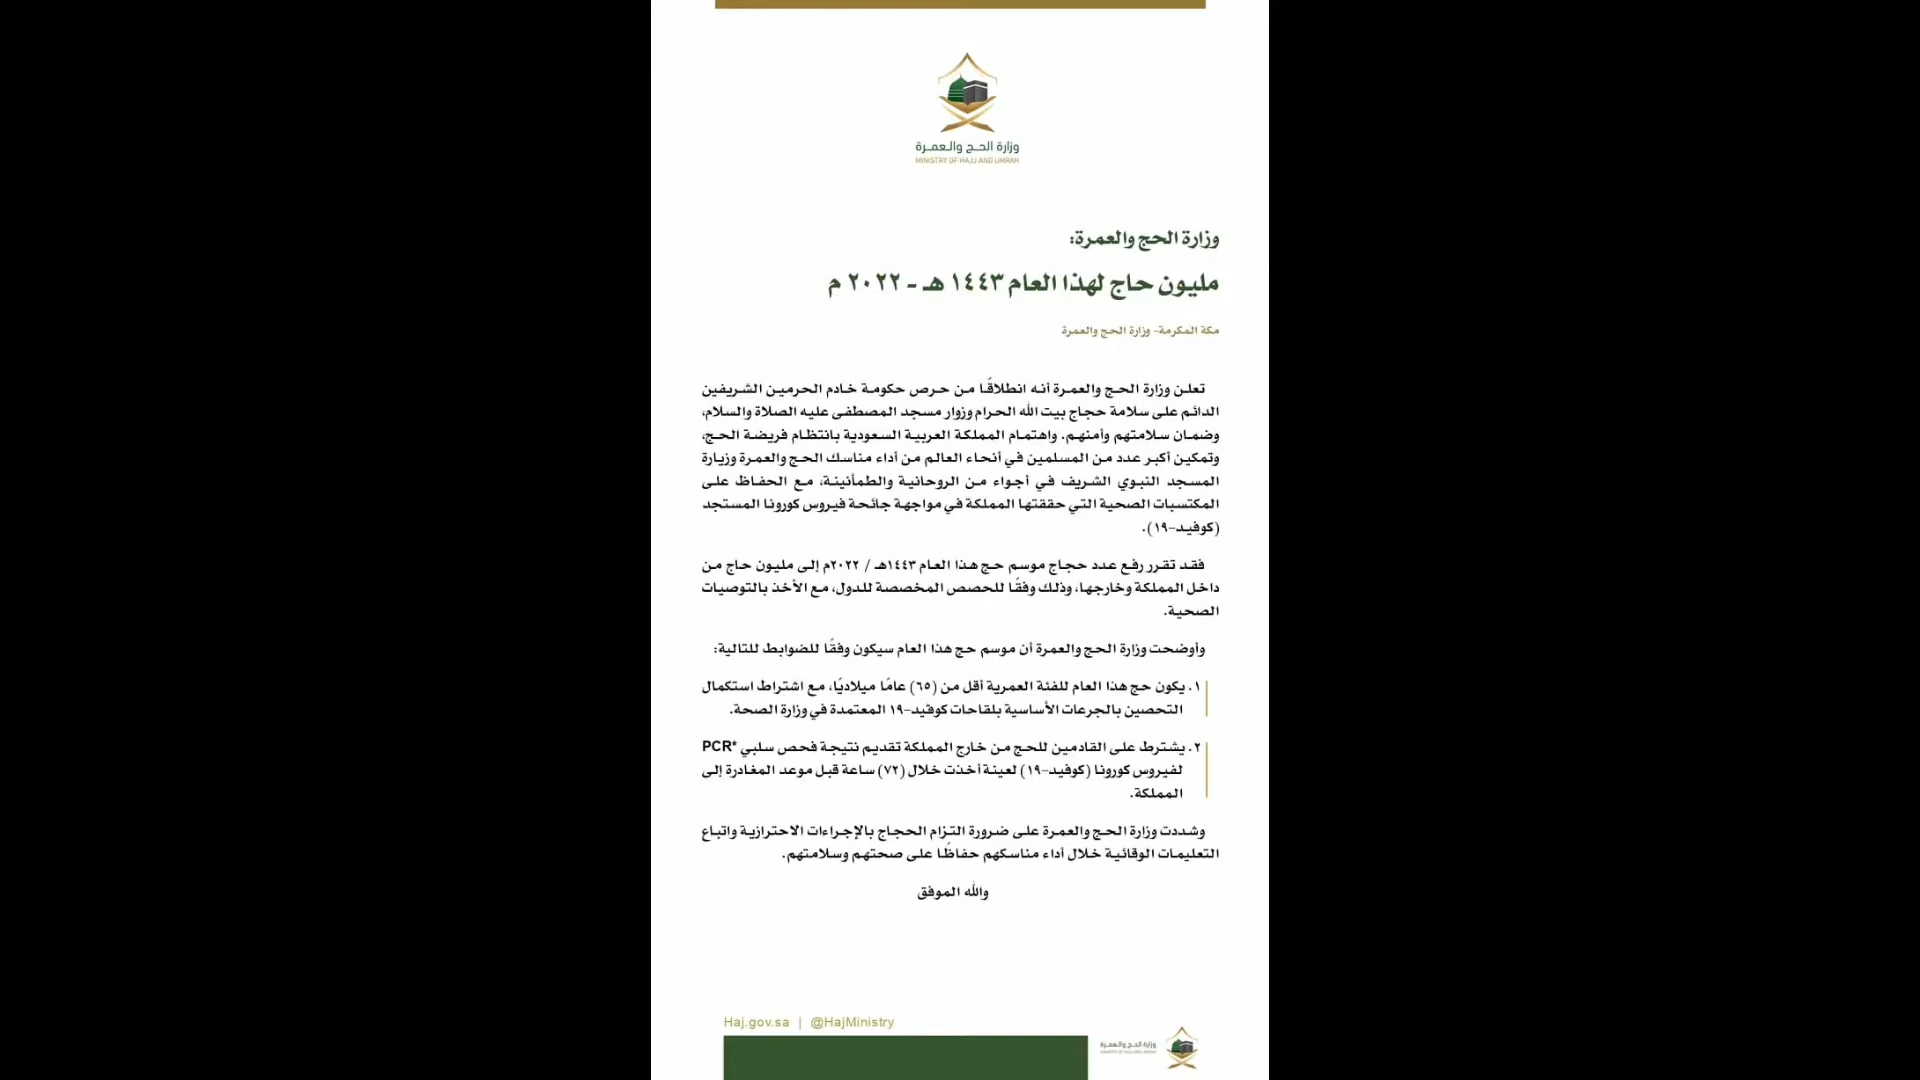 وزارة الحج والعمرة
MINISTRY OF HAJJ AND UMRAH
وزارة الحج والعمرة:
مليون حاج لهذا العام ١٤٤٣ هـ - ٢٠٢٢ م
مكة المكرمة- وزارة الحج والعمرة
تعلن وزارة الحج والعمرة أنه انطلاقًا من حرص حكومة خادم الحرمين الشريفين
الدائم على سلامة حجاج بيت الله الحرام وزوار مسجد المصطفى عليه الصلاة والسلام،
وضمان سلامتهم وأمنهم. واهتمام المملكة العربية السعودية بانتظام فريضة الحج،
وتمكين أكبر عدد من المسلمين في أنحاء العالم من أداء مناسك الحج والعمرة وزيارة
المسجد النبوي الشريف في أجواء من الروحانية والطمأنينة، مع الحفاظ على
المكتسبات الصحية التي حققتها المملكة في مواجهة جائحة فيروس كورونا المستجد
(كوفيد-١٩).
فقد تقرر رفع عدد حجاج موسم حج هذا العام ١٤٤٣هـ / ٢٠٢٢م إلى مليون حاج من
داخل المملكة وخارجها، وذلك وفقًا للحصص المخصصة للدول، مع الأخذ بالتوصيات
الصحية.
وأوضحت وزارة الحج والعمرة أن موسم حج هذا العام سيكون وفقًا للضوابط للتالية:
١. يكون حج هذا العام للفئة العمرية أقل من (٦٥) عامًا ميلاديًا، مع اشتراط استكمال
التحصين بالجرعات الأساسية بلقاحات كوفيد-١٩ المعتمدة في وزارة الصحة.
٢. يشترط على القادمين للحج من خارج المملكة تقديم نتيجة فحص سلبي *PCR
لفيروس كورونا (كوفيد-١٩) لعينة أخذت خلال (٧٢) ساعة قبل موعد المغادرة إلى
المملكة.
وشددت وزارة الحج والعمرة على ضرورة التزام الحجاج بالإجراءات الاحترازية واتباع
التعليمات الوقائية خلال أداء مناسكهم حفاظًا على صحتهم وسلامتهم.
والله الموفق
Haj.gov.sa | @HajMinistry
وزارة الحج والعمرة
MINISTRY OF HAJJ AND UMRAH